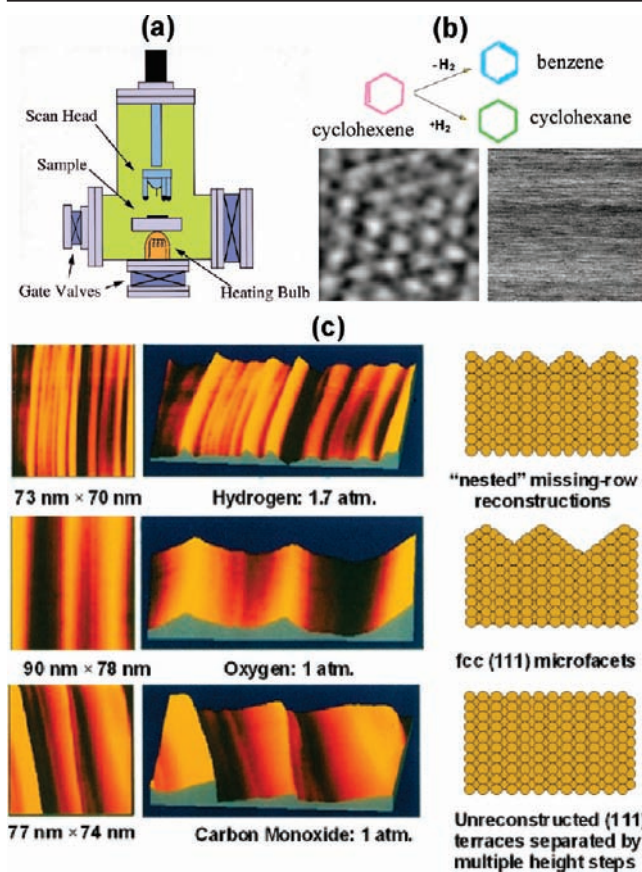 (a)
Scan Head
Sample
Gate Valves
Heating Bulb
(b)
-H₂
benzene
cyclohexene
+H₂
cyclohexane
(c)
73 nm × 70 nm
Hydrogen: 1.7 atm.
"nested" missing-row
reconstructions
90 nm × 78 nm
Oxygen: 1 atm.
fcc (111) microfacets
77 nm × 74 nm
Carbon Monoxide: 1 atm.
Unreconstructed (111)
terraces separated by
multiple height steps